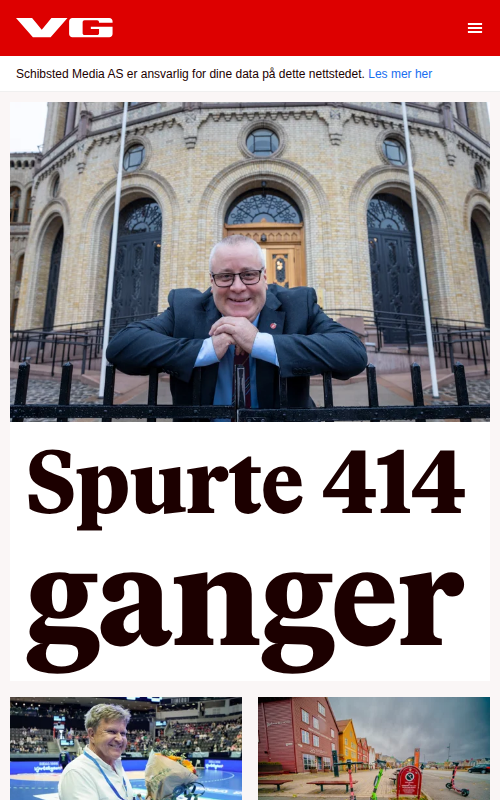 VG
Schibsted Media AS er ansvarlig for dine data på dette nettstedet. Les mer her
Spurte 414
ganger